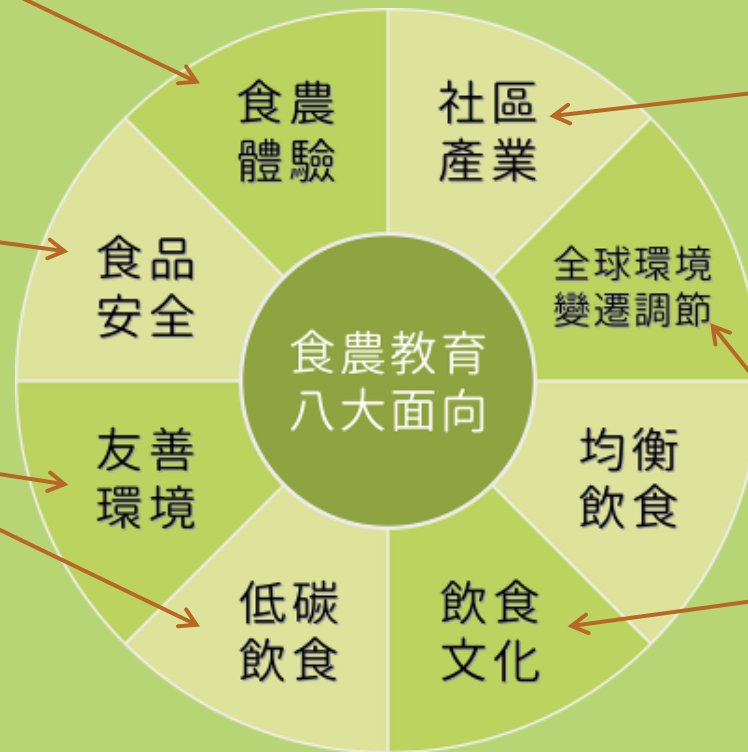 食農教育
八大面向
社區
產業
全球環境
變遷調節
均衡
飲食
飲食
文化
低碳
飲食
友善
環境
食品
安全
食農
體驗